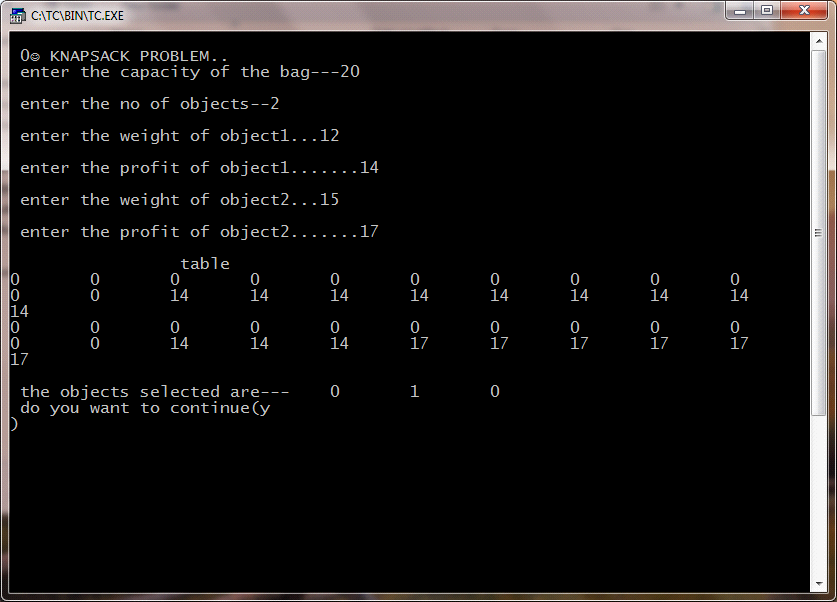 C:\TC\BIN\TC.EXE
0☺ KNAPSACK PROBLEM..
enter the capacity of the bag---20
enter the no of objects--2
enter the weight of object1...12
enter the profit of object1.......14
enter the weight of object2...15
enter the profit of object2.......17
table
0 0 0 0 0 0 0 0 0 0
0 0 14 14 14 14 14 14 14 14
14
0 0 0 0 0 0 0 0 0 0
0 0 14 14 14 17 17 17 17 17
17
the objects selected are--- 0 1 0
do you want to continue(y
)